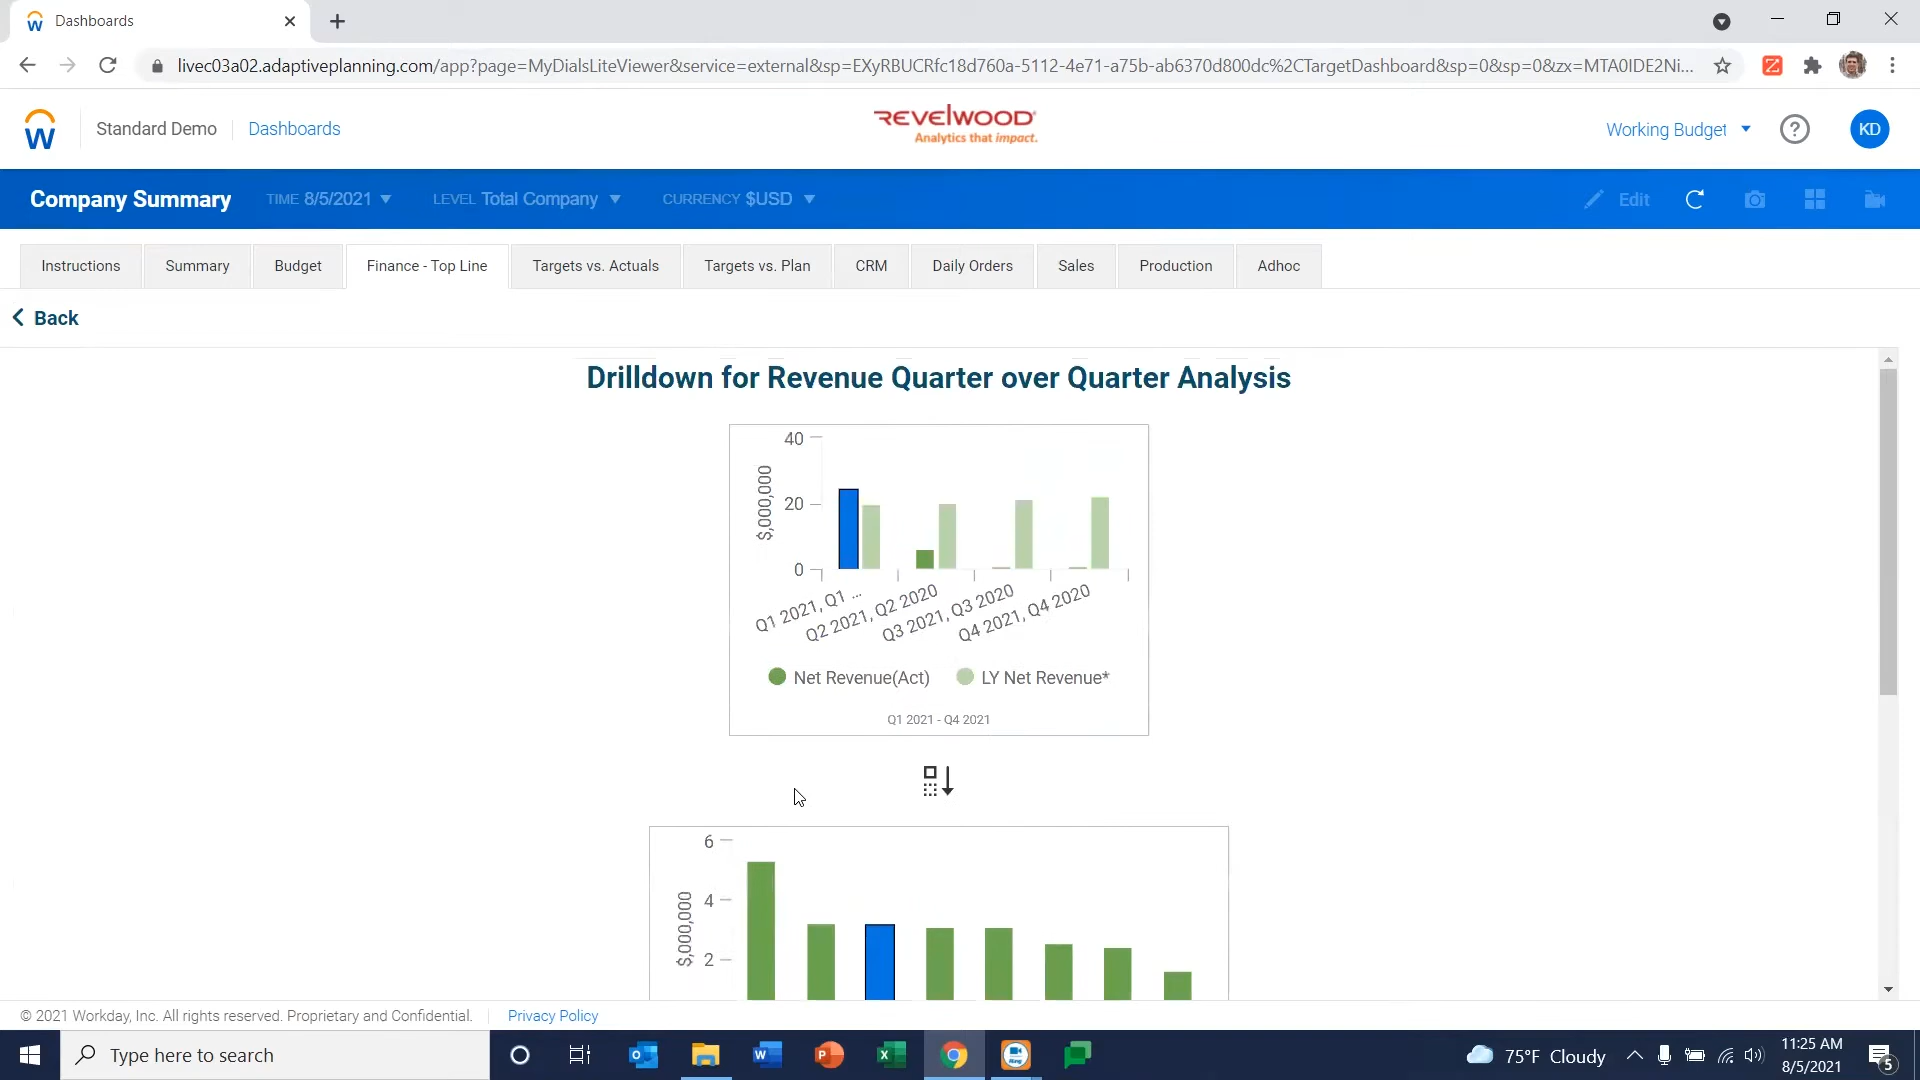 Dashboards
livec03a02.adaptiveplanning.com/app?page=MyDialsLiteViewer&service=external&sp=EXyRBUCRfc18d760a-5112-4e71-a75b-ab6370d800dc%2CTargetDashboard&sp=0&sp=0&zx=MTA0IDE2Ni...
Standard Demo Dashboards
REVELWOOD
Analytics that impact.
Working Budget ? KD
Company Summary TIME 8/5/2021 LEVEL Total Company CURRENCY $USD Edit
Instructions Summary Budget Finance - Top Line Targets vs. Actuals Targets vs. Plan CRM Daily Orders Sales Production Adhoc
Back
Drilldown for Revenue Quarter over Quarter Analysis
40
20
0
$,000,000
Q1 2021, Q1 ...
Q2 2021, Q2 2020
Q3 2021, Q3 2020
Q4 2021, Q4 2020
Net Revenue(Act) LY Net Revenue*
Q1 2021 - Q4 2021
6
4
2
$,000,000
© 2021 Workday, Inc. All rights reserved. Proprietary and Confidential. Privacy Policy
Type here to search
75°F Cloudy
11:25 AM
8/5/2021
5